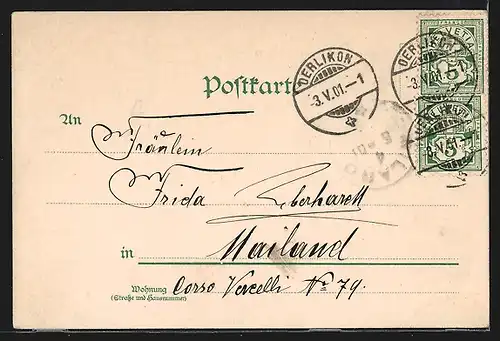 Postkarte
OERLIKON
3.V.01.-1
An
Fräulein
Frida Eberhardt
in Mailand
Wohnung
(Straße und Hausnummer)
Corso Vercelli No 79.